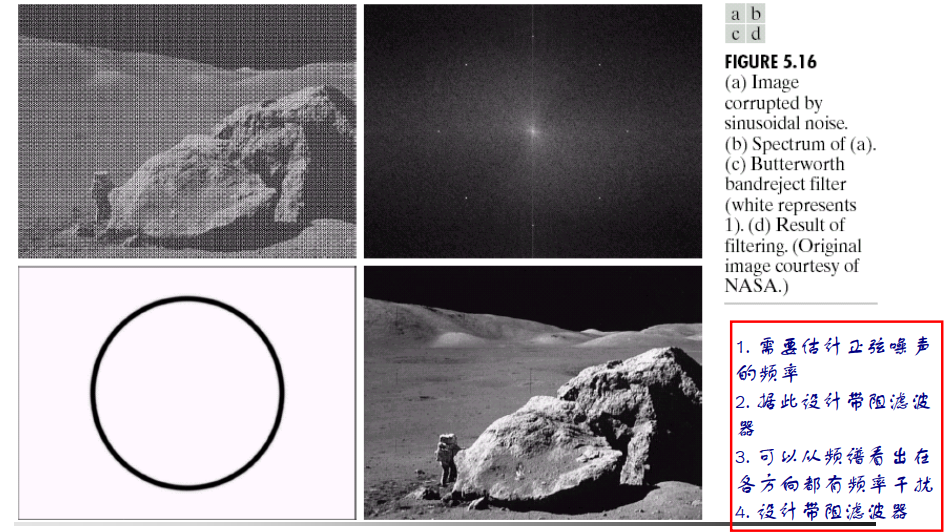 a b
c d
FIGURE 5.16
(a) Image
corrupted by
sinusoidal noise.
(b) Spectrum of (a).
(c) Butterworth
bandreject filter
(white represents
1). (d) Result of
filtering. (Original
image courtesy of
NASA.)
1. 需要估计正弦噪声
的频率
2. 据此设计带阻滤波
器
3. 可以从频谱看出在
各方向都有频率干扰
4. 设计带阻滤波器